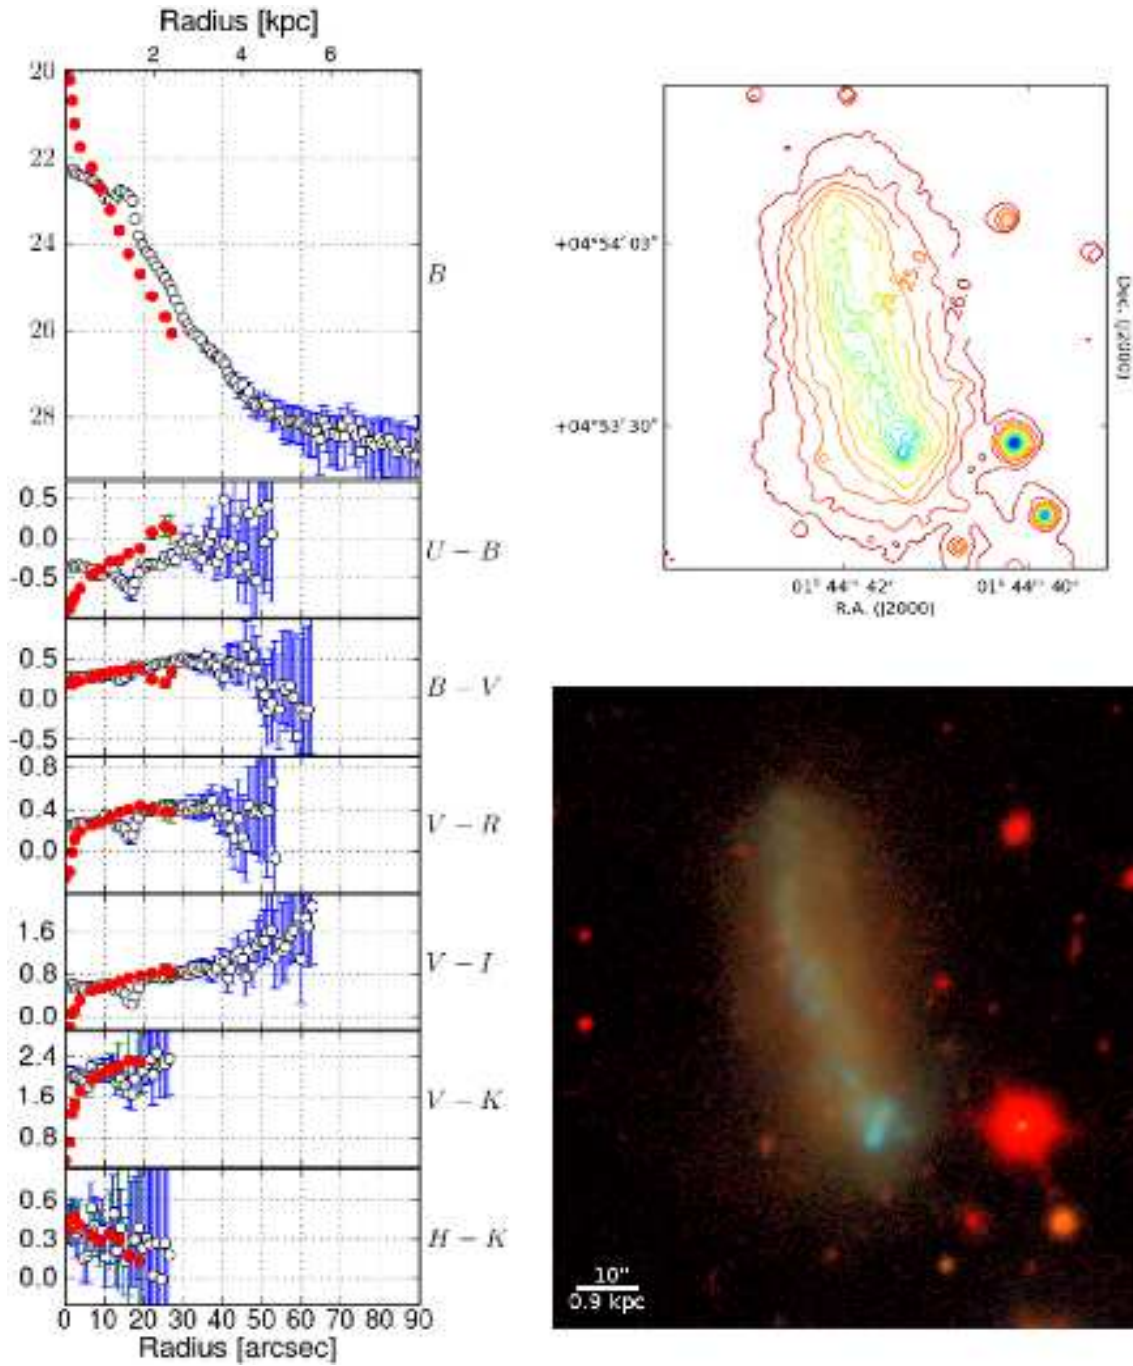 Radius [kpc]
2 4 6
20
22
24
26
28
B
0.5
0.0
-0.5
U − B
0.5
0.0
-0.5
B − V
0.8
0.4
0.0
V − R
1.6
0.8
0.0
V − I
2.4
1.6
0.8
V − K
0.6
0.3
0.0
H − K
0 10 20 30 40 50 60 70 80 90
Radius [arcsec]
+04°54′03″
+04°53′30″
25.0
26.0
Dec. (J2000)
01ʰ 44ᵐ 42ˢ 01ʰ 44ᵐ 40ˢ
R.A. (J2000)
10"
0.9 kpc